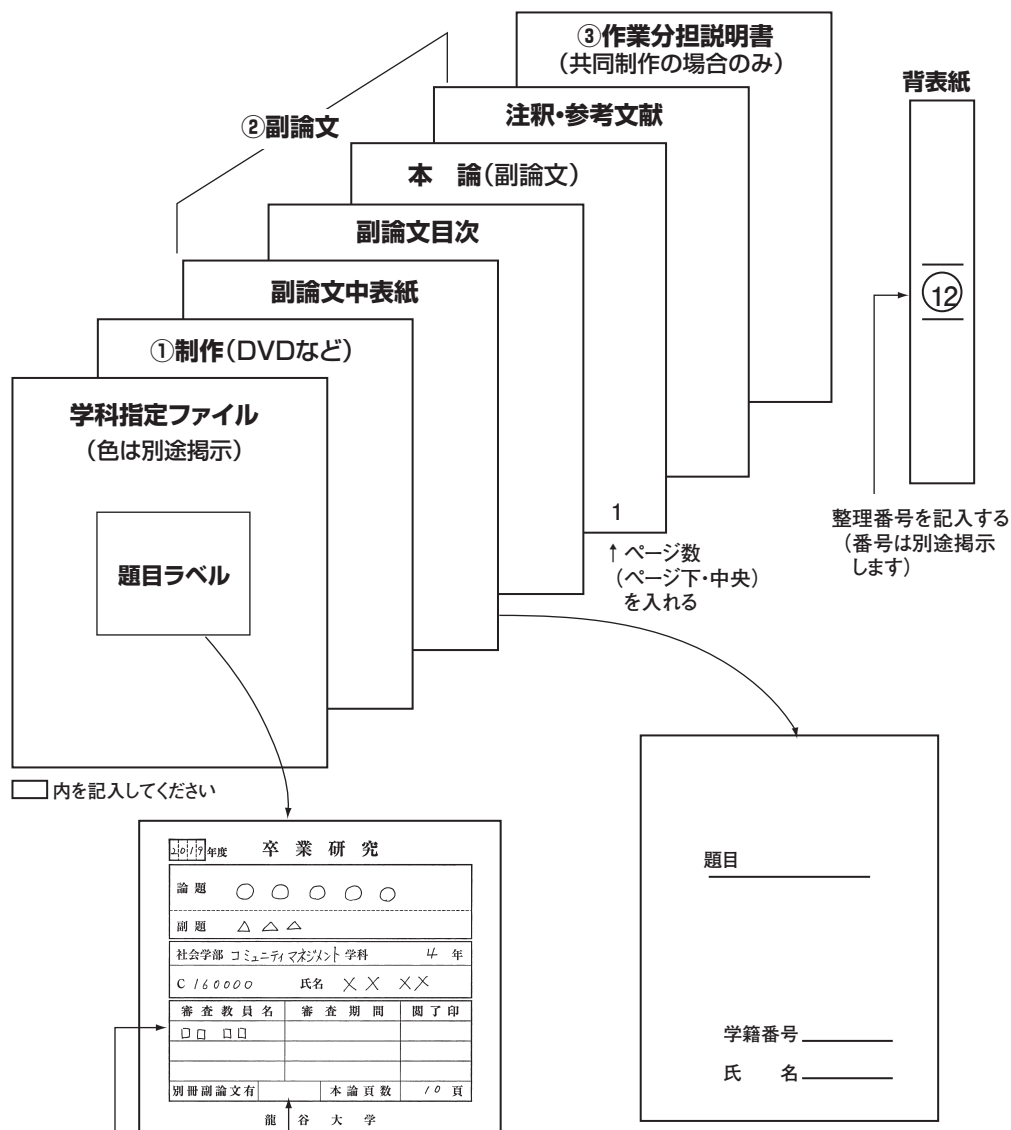 ③作業分担説明書
（共同制作の場合のみ）
注釈・参考文献
②副論文
本　論（副論文）
副論文目次
副論文中表紙
①制作（DVDなど）
学科指定ファイル
（色は別途掲示）
題目ラベル
1
↑ページ数
（ページ下・中央）
を入れる
背表紙
12
整理番号を記入する
（番号は別途掲示
します）
内を記入してください
2019年度　卒業研究
論題　○ ○ ○ ○ ○
副題　△ △ △
社会学部 コミュニティマネジメント 学科　4 年
C 160000　氏名　×× ××
審査教員名　審査期間　閲了印
□□ □□
別冊副論文有　本論頁数　10 頁
龍谷大学
題目
学籍番号
氏　名